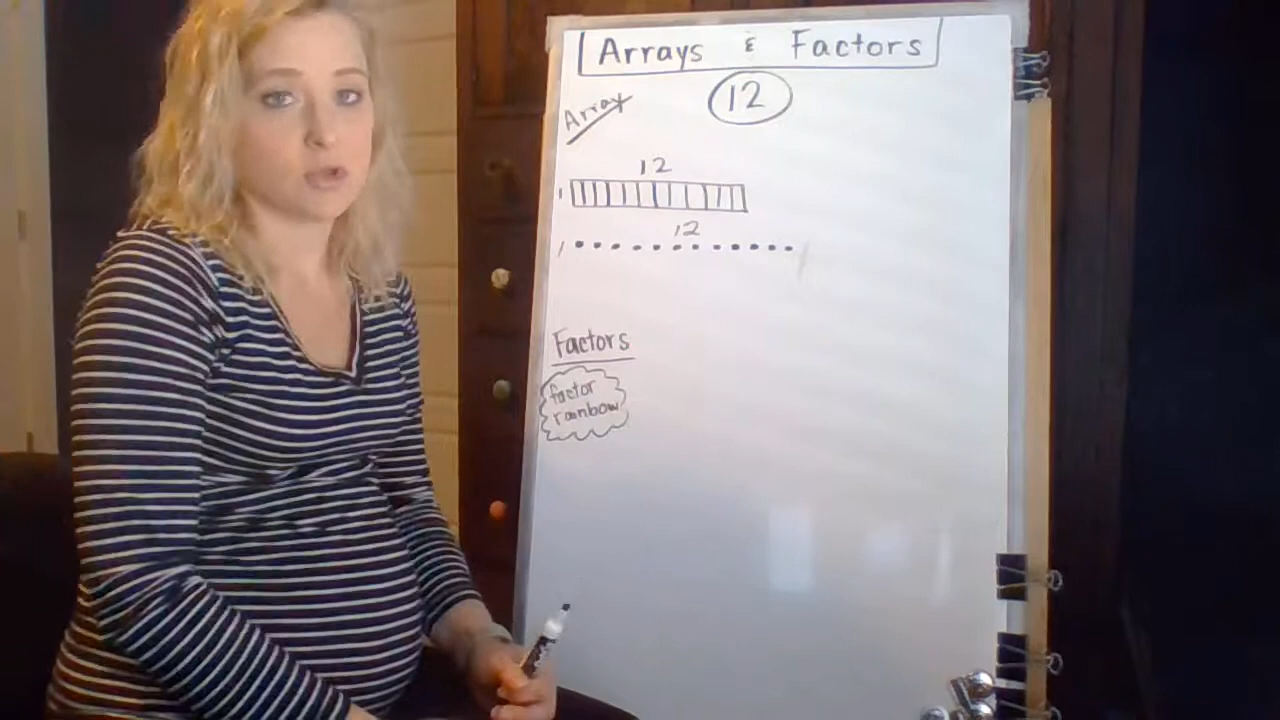 Arrays & Factors
12
Array
12
1
12
1
Factors
factor
rainbow